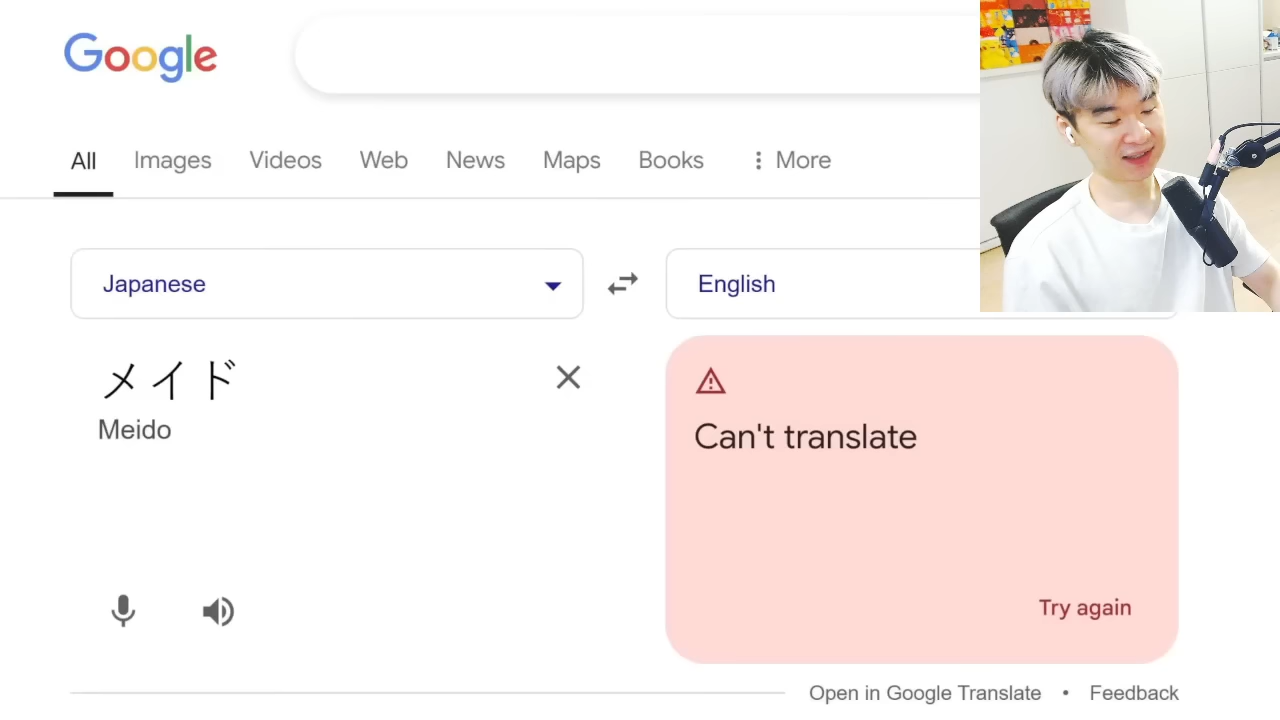 Google
All Images Videos Web News Maps Books More
Japanese
English
メイド
Meido
Can't translate
Try again
Open in Google Translate • Feedback